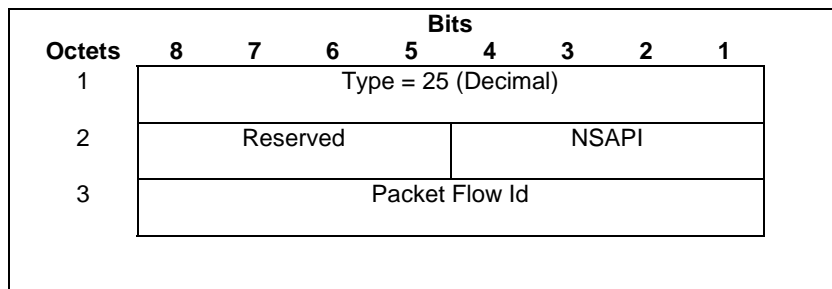 Bits
Octets 8 7 6 5 4 3 2 1
1 Type = 25 (Decimal)
2 Reserved NSAPI
3 Packet Flow Id